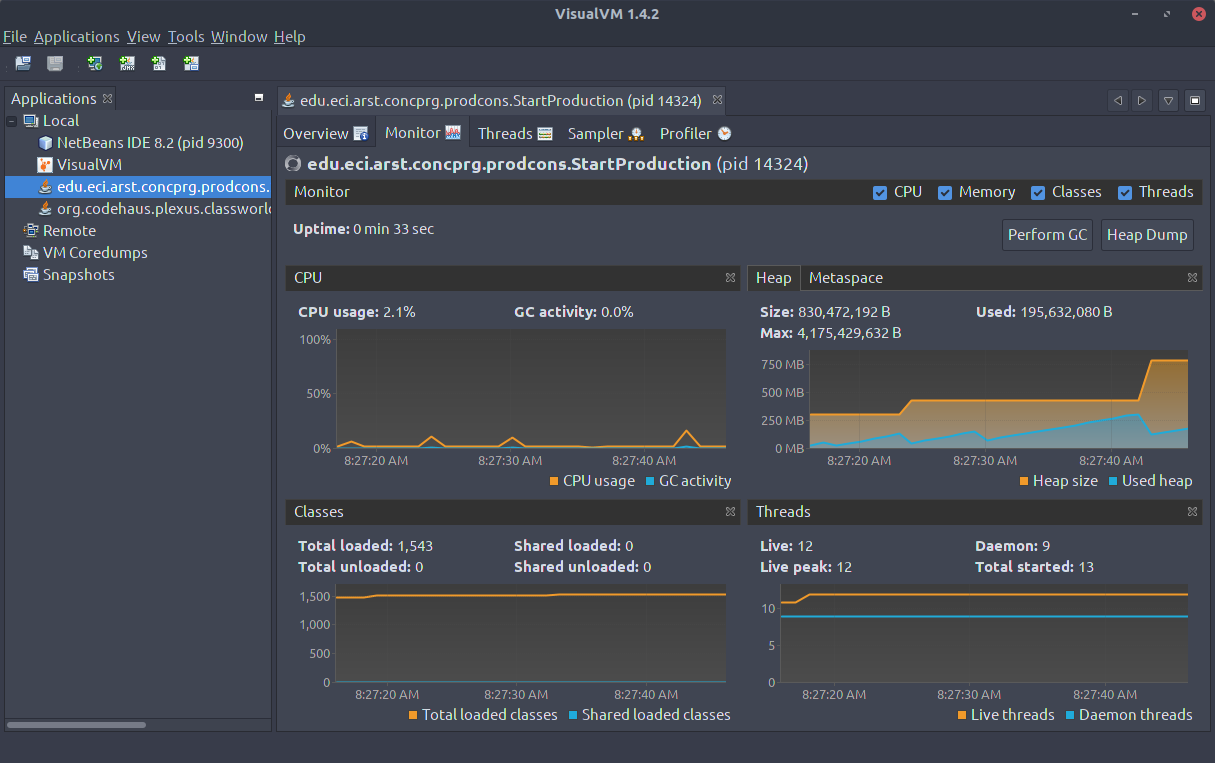 VisualVM 1.4.2
File Applications View Tools Window Help
Applications
Local
NetBeans IDE 8.2 (pid 9300)
VisualVM
edu.eci.arst.concprg.prodcons.
org.codehaus.plexus.classworld
Remote
VM Coredumps
Snapshots
edu.eci.arst.concprg.prodcons.StartProduction (pid 14324)
Overview Monitor Threads Sampler Profiler
edu.eci.arst.concprg.prodcons.StartProduction (pid 14324)
Monitor CPU Memory Classes Threads
Uptime: 0 min 33 sec
Perform GC Heap Dump
CPU
CPU usage: 2.1% GC activity: 0.0%
100%
50%
0%
8:27:20 AM 8:27:30 AM 8:27:40 AM
CPU usage GC activity
Heap Metaspace
Size: 830,472,192 B Used: 195,632,080 B
Max: 4,175,429,632 B
750 MB
500 MB
250 MB
0 MB
8:27:20 AM 8:27:30 AM 8:27:40 AM
Heap size Used heap
Classes
Total loaded: 1,543 Shared loaded: 0
Total unloaded: 0 Shared unloaded: 0
1,500
1,000
500
0
8:27:20 AM 8:27:30 AM 8:27:40 AM
Total loaded classes Shared loaded classes
Threads
Live: 12 Daemon: 9
Live peak: 12 Total started: 13
10
5
0
8:27:20 AM 8:27:30 AM 8:27:40 AM
Live threads Daemon threads